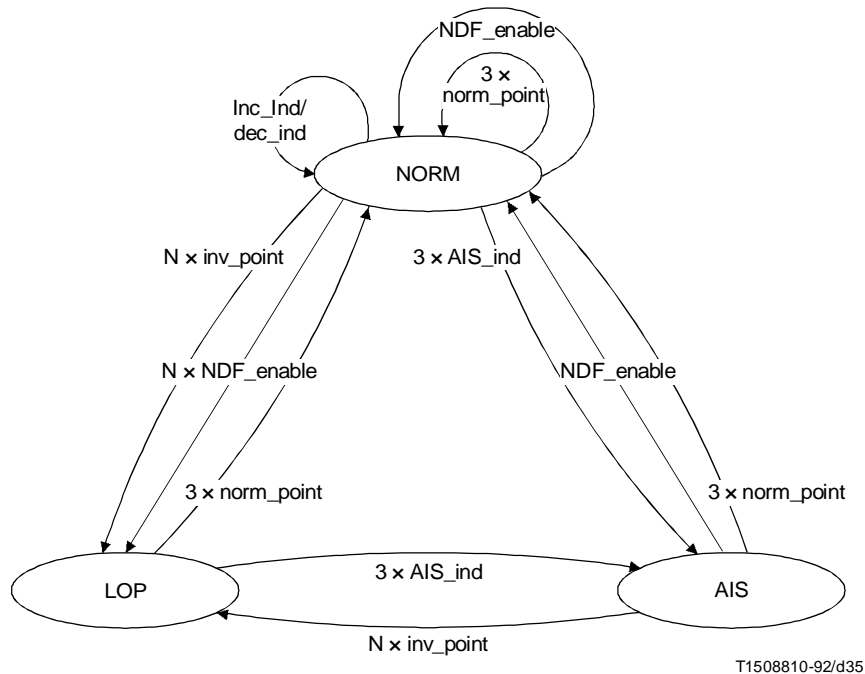 NDF_enable
3 ×
norm_point
Inc_Ind/
dec_ind
NORM
N × inv_point
3 × AIS_ind
N × NDF_enable
NDF_enable
3 × norm_point
3 × norm_point
LOP
3 × AIS_ind
AIS
N × inv_point
T1508810-92/d35